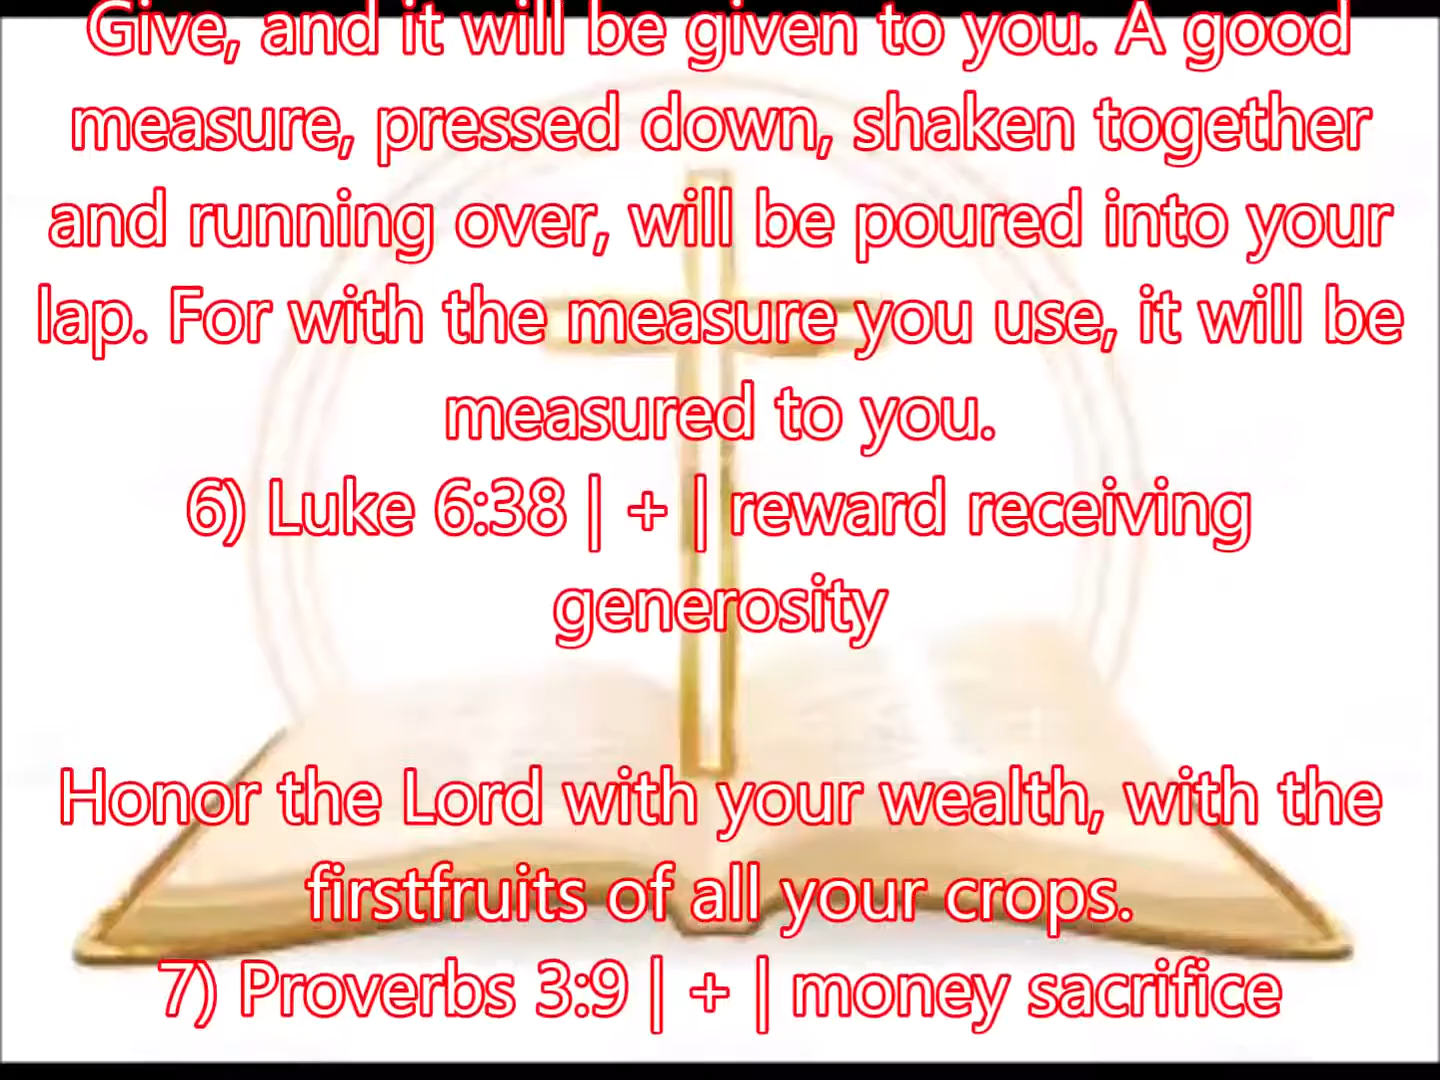 Give, and it will be given to you. A good
measure, pressed down, shaken together
and running over, will be poured into your
lap. For with the measure you use, it will be
measured to you.
6) Luke 6:38 | + | reward receiving
generosity
Honor the Lord with your wealth, with the
firstfruits of all your crops.
7) Proverbs 3:9 | + | money sacrifice